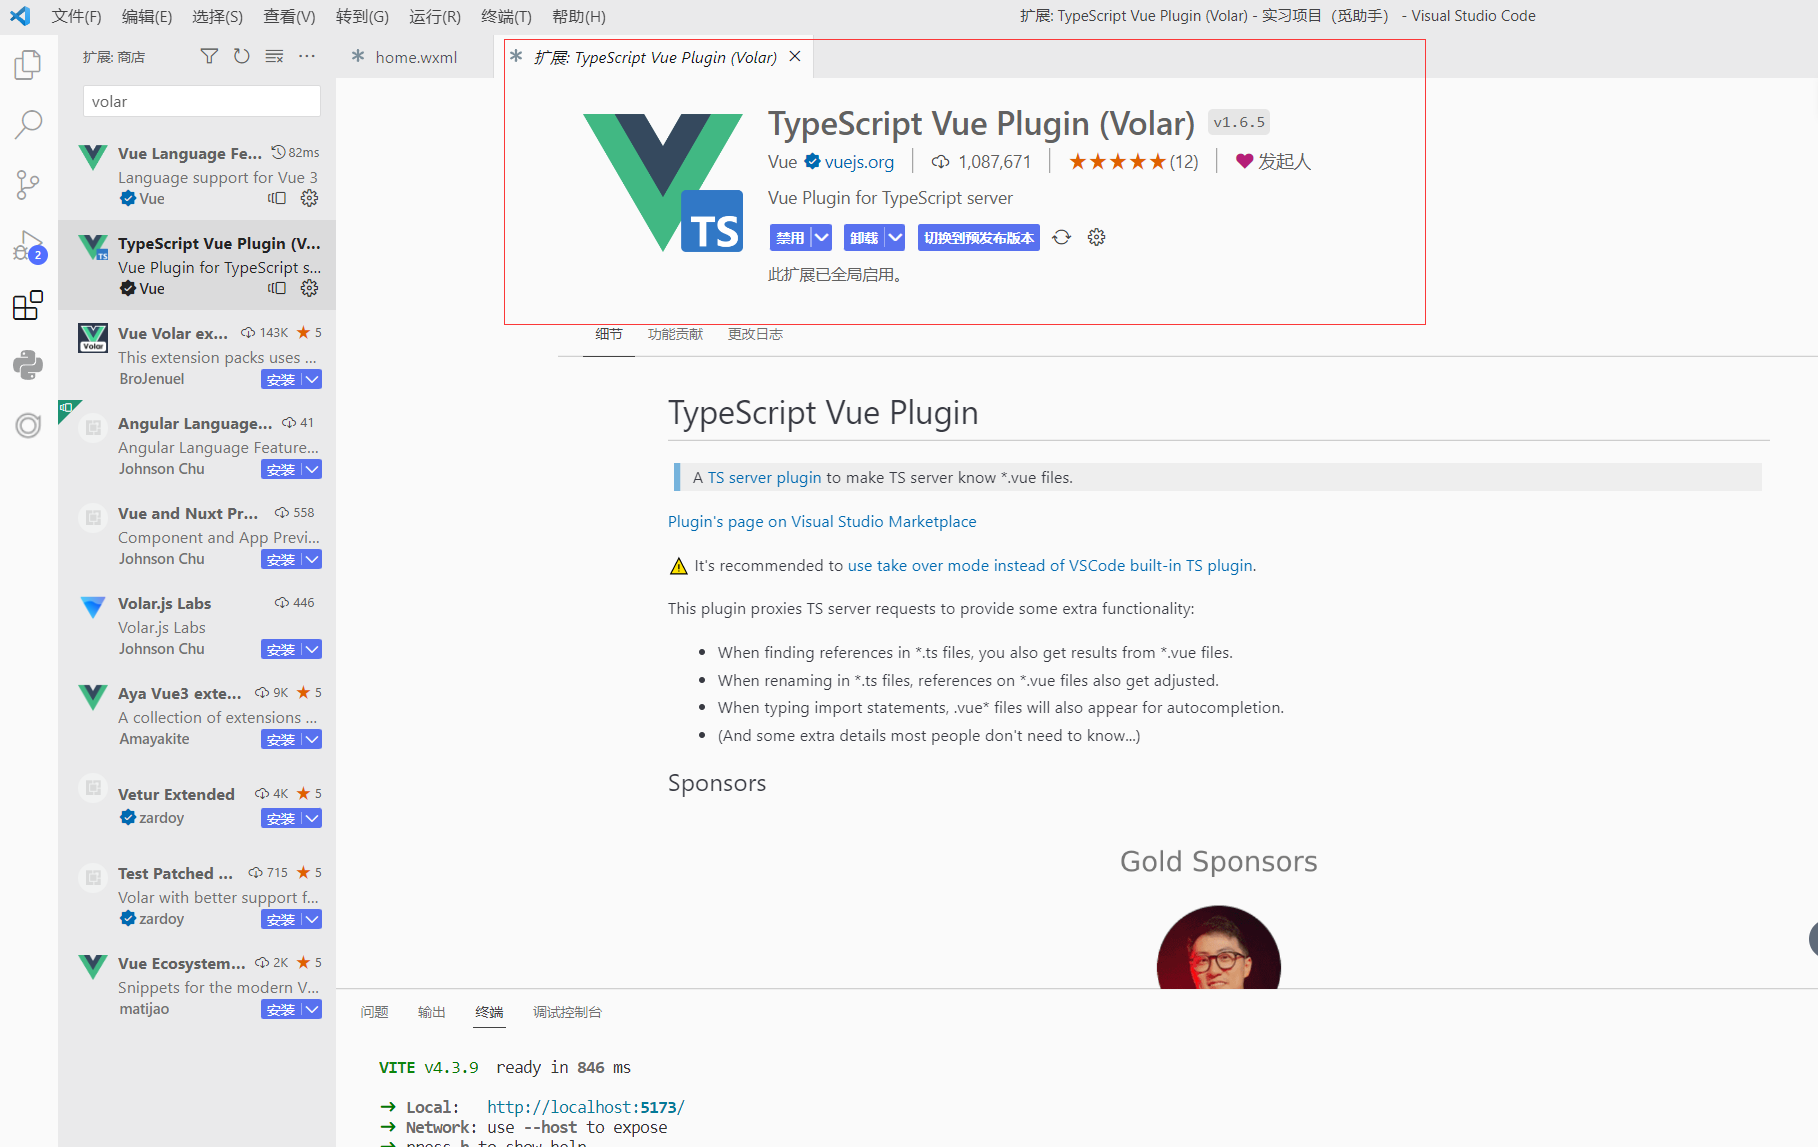 文件(F) 编辑(E) 选择(S) 查看(V) 转到(G) 运行(R) 终端(T) 帮助(H)
扩展: TypeScript Vue Plugin (Volar) - 实习项目（觅助手） - Visual Studio Code
扩展: 商店
volar
Vue Language Fe... 82ms
Language support for Vue 3
Vue
TypeScript Vue Plugin (V...
Vue Plugin for TypeScript s...
Vue
Vue Volar ex... 143K ★ 5
This extension packs uses ...
BroJenuel 安装
Angular Language... 41
Angular Language Feature...
Johnson Chu 安装
Vue and Nuxt Pr... 558
Component and App Previ...
Johnson Chu 安装
Volar.js Labs 446
Volar.js Labs
Johnson Chu 安装
Aya Vue3 exte... 9K ★ 5
A collection of extensions ...
Amayakite 安装
Vetur Extended 4K ★ 5
zardoy 安装
Test Patched ... 715 ★ 5
Volar with better support f...
zardoy 安装
Vue Ecosystem... 2K ★ 5
Snippets for the modern V...
matijao 安装
2
home.wxml
扩展: TypeScript Vue Plugin (Volar)
TS
TypeScript Vue Plugin (Volar) v1.6.5
Vue vuejs.org 1,087,671 ★★★★★(12) 发起人
Vue Plugin for TypeScript server
禁用 卸载 切换到预发布版本
此扩展已全局启用。
细节 功能贡献 更改日志
TypeScript Vue Plugin
A TS server plugin to make TS server know *.vue files.
Plugin's page on Visual Studio Marketplace
⚠ It's recommended to use take over mode instead of VSCode built-in TS plugin.
This plugin proxies TS server requests to provide some extra functionality:
• When finding references in *.ts files, you also get results from *.vue files.
• When renaming in *.ts files, references on *.vue files also get adjusted.
• When typing import statements, .vue* files will also appear for autocompletion.
• (And some extra details most people don't need to know...)
Sponsors
Gold Sponsors
问题 输出 终端 调试控制台
VITE v4.3.9 ready in 846 ms
➜ Local: http://localhost:5173/
➜ Network: use --host to expose
➜ press h to show help